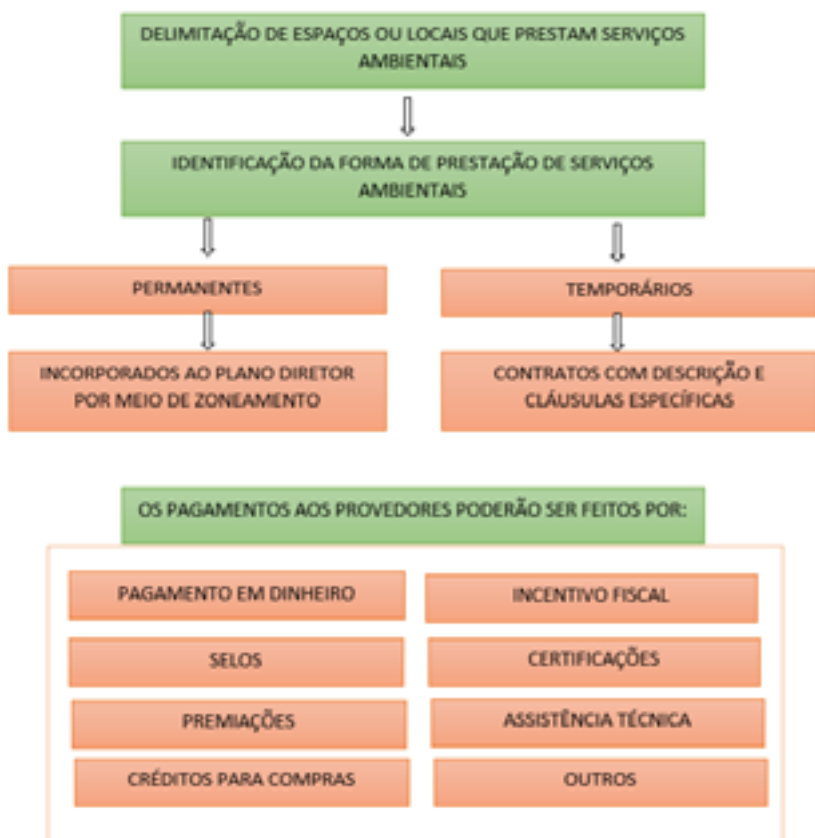 DELIMITAÇÃO DE ESPAÇOS OU LOCAIS QUE PRESTAM SERVIÇOS
AMBIENTAIS
IDENTIFICAÇÃO DA FORMA DE PRESTAÇÃO DE SERVIÇOS
AMBIENTAIS
PERMANENTES
TEMPORÁRIOS
INCORPORADOS AO PLANO DIRETOR
POR MEIO DE ZONEAMENTO
CONTRATOS COM DESCRIÇÃO E
CLÁUSULAS ESPECÍFICAS
OS PAGAMENTOS AOS PROVEDORES PODERÃO SER FEITOS POR:
PAGAMENTO EM DINHEIRO
INCENTIVO FISCAL
SELOS
CERTIFICAÇÕES
PREMIAÇÕES
ASSISTÊNCIA TÉCNICA
CRÉDITOS PARA COMPRAS
OUTROS